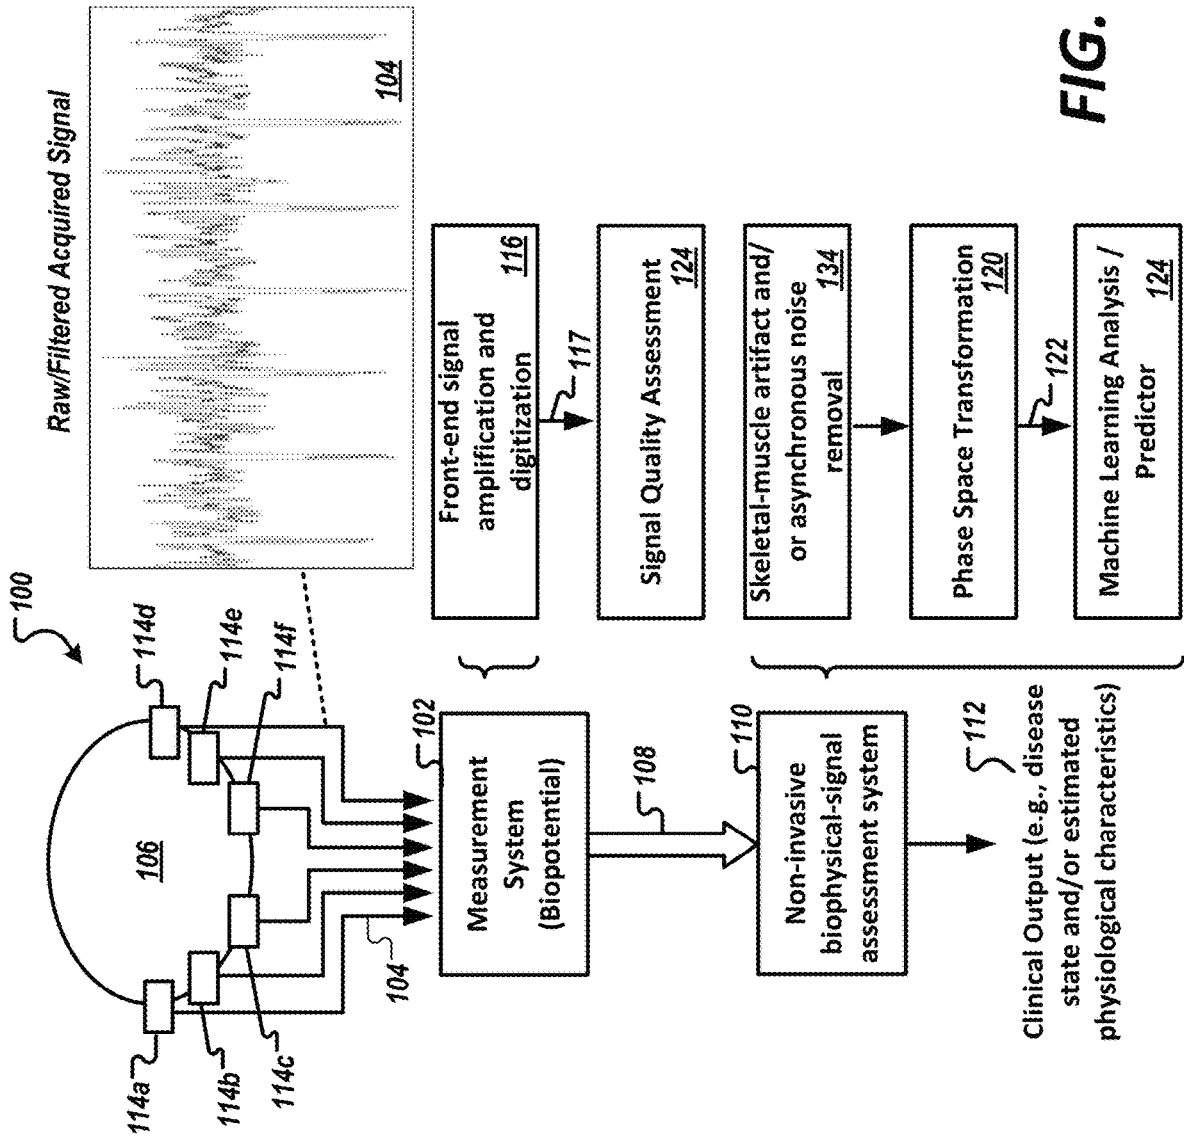 100
114a
114b
114c
114d
114e
114f
106
104
Raw/Filtered Acquired Signal
104
102
Measurement
System
(Biopotential)
Front-end signal
amplification and
digitization
116
117
Signal Quality Assessment
124
108
110
Non-invasive
biophysical-signal
assessment system
Skeletal-muscle artifact and/
or asynchronous noise
removal
134
Phase Space Transformation
120
122
Machine Learning Analysis /
Predictor
124
112
Clinical Output (e.g., disease
state and/or estimated
physiological characteristics)
FIG.